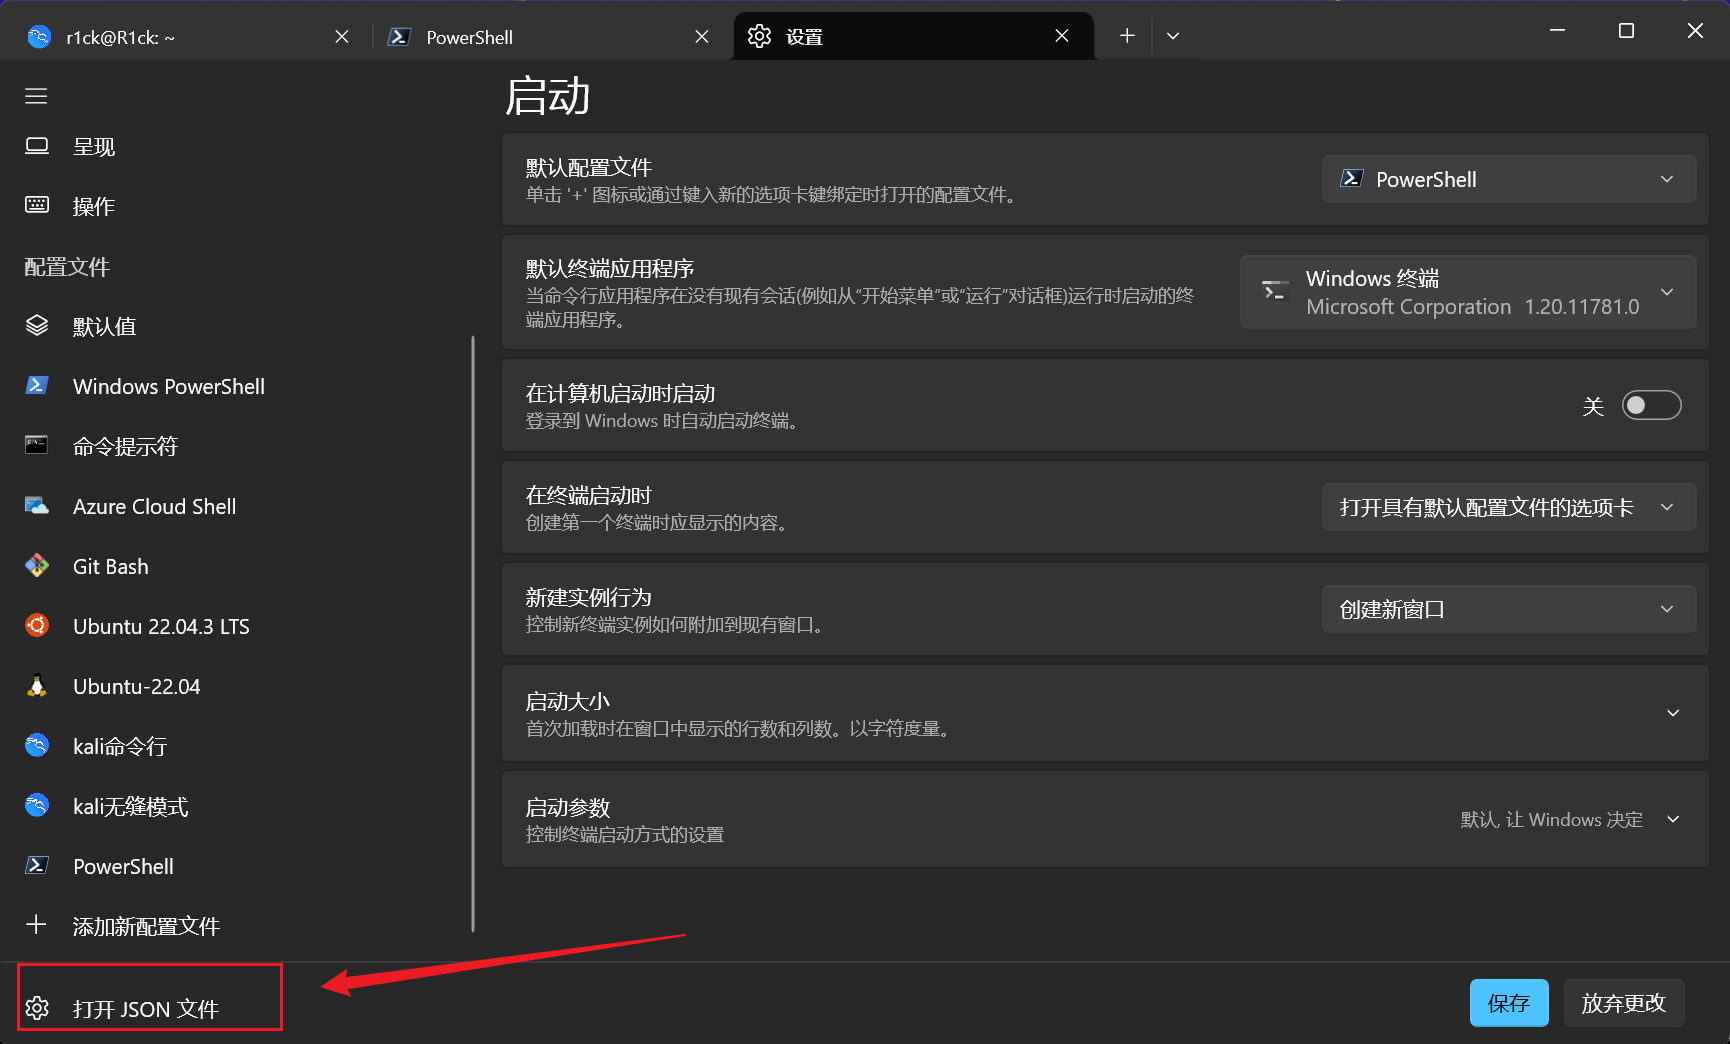 r1ck@R1ck: ~
PowerShell
设置
呈现
操作
配置文件
默认值
Windows PowerShell
命令提示符
Azure Cloud Shell
Git Bash
Ubuntu 22.04.3 LTS
Ubuntu-22.04
kali命令行
kali无缝模式
PowerShell
添加新配置文件
打开 JSON 文件
启动
默认配置文件
单击 '+' 图标或通过键入新的选项卡键绑定时打开的配置文件。
PowerShell
默认终端应用程序
当命令行应用程序在没有现有会话(例如从“开始菜单”或“运行”对话框)运行时启动的终
端应用程序。
Windows 终端
Microsoft Corporation 1.20.11781.0
在计算机启动时启动
登录到 Windows 时自动启动终端。
关
在终端启动时
创建第一个终端时应显示的内容。
打开具有默认配置文件的选项卡
新建实例行为
控制新终端实例如何附加到现有窗口。
创建新窗口
启动大小
首次加载时在窗口中显示的行数和列数。以字符度量。
启动参数
控制终端启动方式的设置
默认, 让 Windows 决定
保存
放弃更改